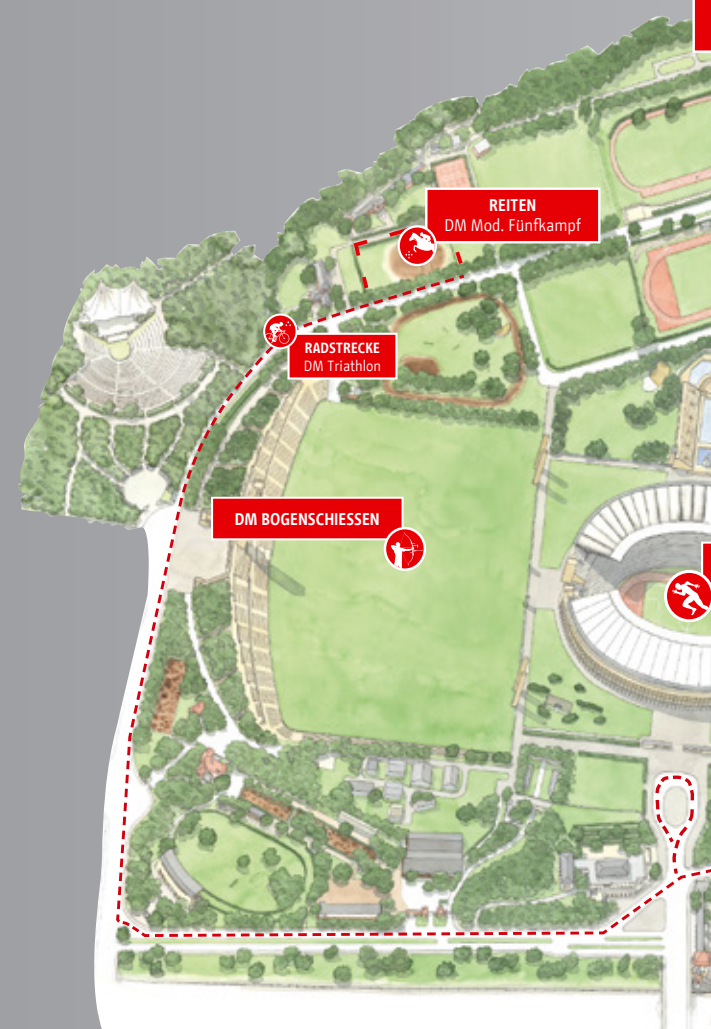 REITEN
DM Mod. Fünfkampf
RADSTRECKE
DM Triathlon
DM BOGENSCHIESSEN